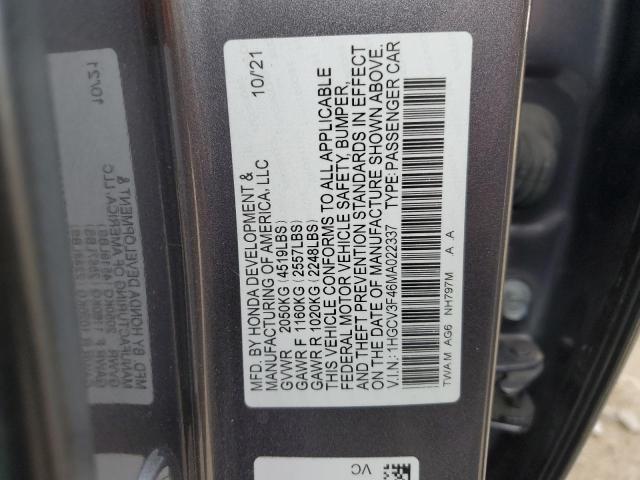 MFD. BY HONDA DEVELOPMENT & 10/21
MANUFACTURING OF AMERICA, LLC
GVWR 2050KG (4519LBS)
GAWR F 1160KG (2557LBS)
GAWR R 1020KG (2248LBS)
THIS VEHICLE CONFORMS TO ALL APPLICABLE
FEDERAL MOTOR VEHICLE SAFETY, BUMPER,
AND THEFT PREVENTION STANDARDS IN EFFECT
ON THE DATE OF MANUFACTURE SHOWN ABOVE.
V.I.N.: 1HGCV3F46MA022337 TYPE: PASSENGER CAR
TWAM AG6 NH797M A A
VC